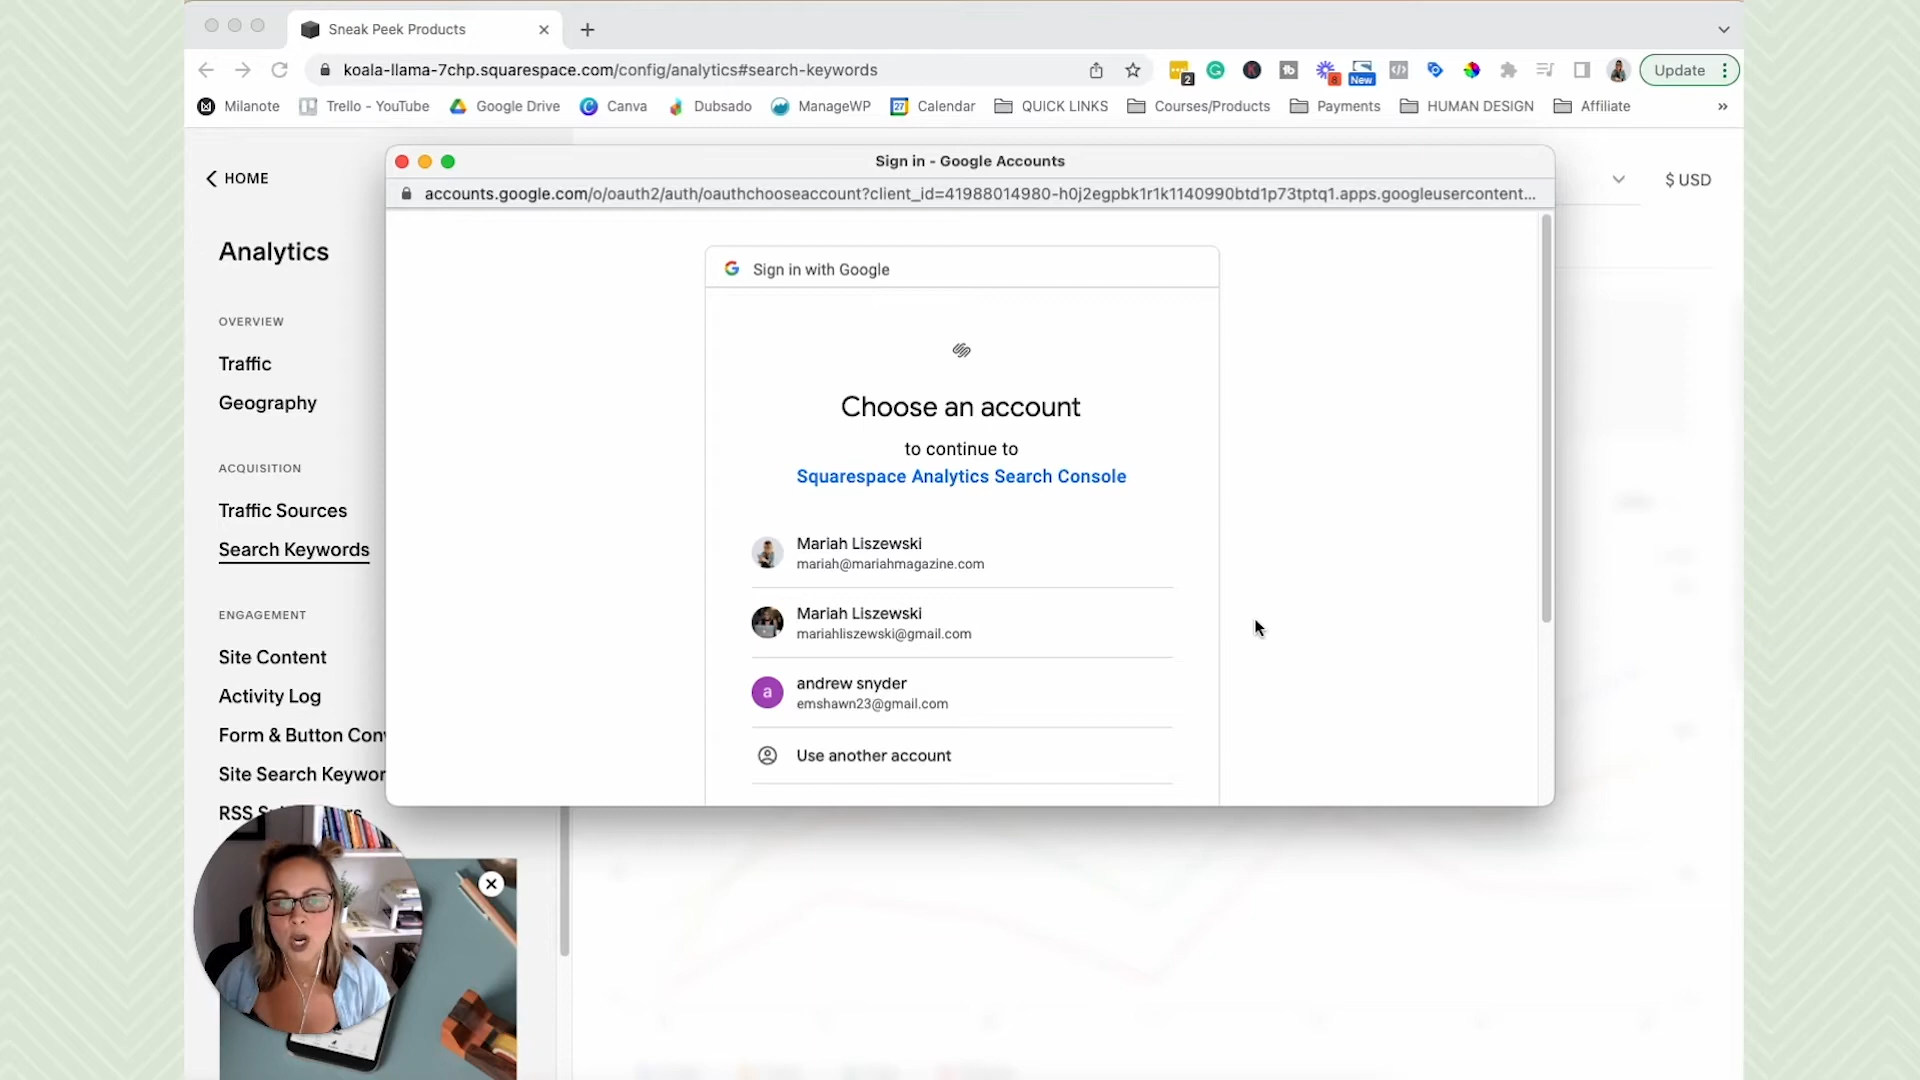 Sneak Peek Products
koala-llama-7chp.squarespace.com/config/analytics#search-keywords
2
8
New
Update
Milanote
Trello - YouTube
Google Drive
Canva
Dubsado
ManageWP
27
Calendar
QUICK LINKS
Courses/Products
Payments
HUMAN DESIGN
Affiliate
»
HOME
$ USD
Analytics
OVERVIEW
Traffic
Geography
ACQUISITION
Traffic Sources
Search Keywords
ENGAGEMENT
Site Content
Activity Log
Form & Button Con
Site Search Keywor
RSS S
rs
Sign in - Google Accounts
accounts.google.com/o/oauth2/auth/oauthchooseaccount?client_id=41988014980-h0j2egpbk1r1k1140990btd1p73tptq1.apps.googleusercontent...
Sign in with Google
Choose an account
to continue to
Squarespace Analytics Search Console
Mariah Liszewski
mariah@mariahmagazine.com
Mariah Liszewski
mariahliszewski@gmail.com
a
andrew snyder
emshawn23@gmail.com
Use another account